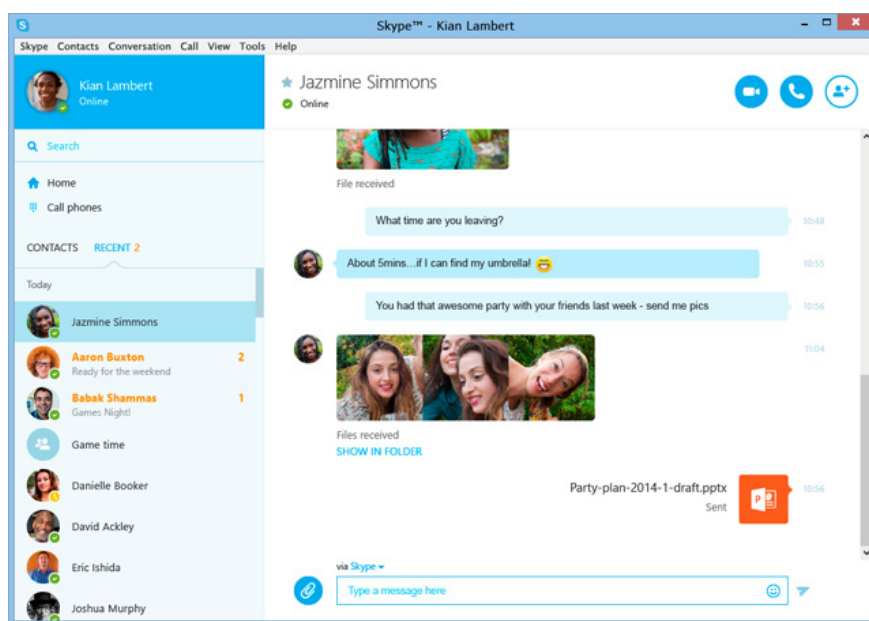 Skype™ - Kian Lambert
Skype Contacts Conversation Call View Tools Help
Kian Lambert
Online
Search
Home
Call phones
CONTACTS RECENT 2
Today
Jazmine Simmons
Aaron Buxton 2
Ready for the weekend
Babak Shammas 1
Games Night!
Game time
Danielle Booker
David Ackley
Eric Ishida
Joshua Murphy
Jazmine Simmons
Online
File received
What time are you leaving? 10:48
About 5mins...if I can find my umbrella! 10:55
You had that awesome party with your friends last week - send me pics 10:56
11:04
Files received
SHOW IN FOLDER
Party-plan-2014-1-draft.pptx 10:56
Sent
via Skype
Type a message here